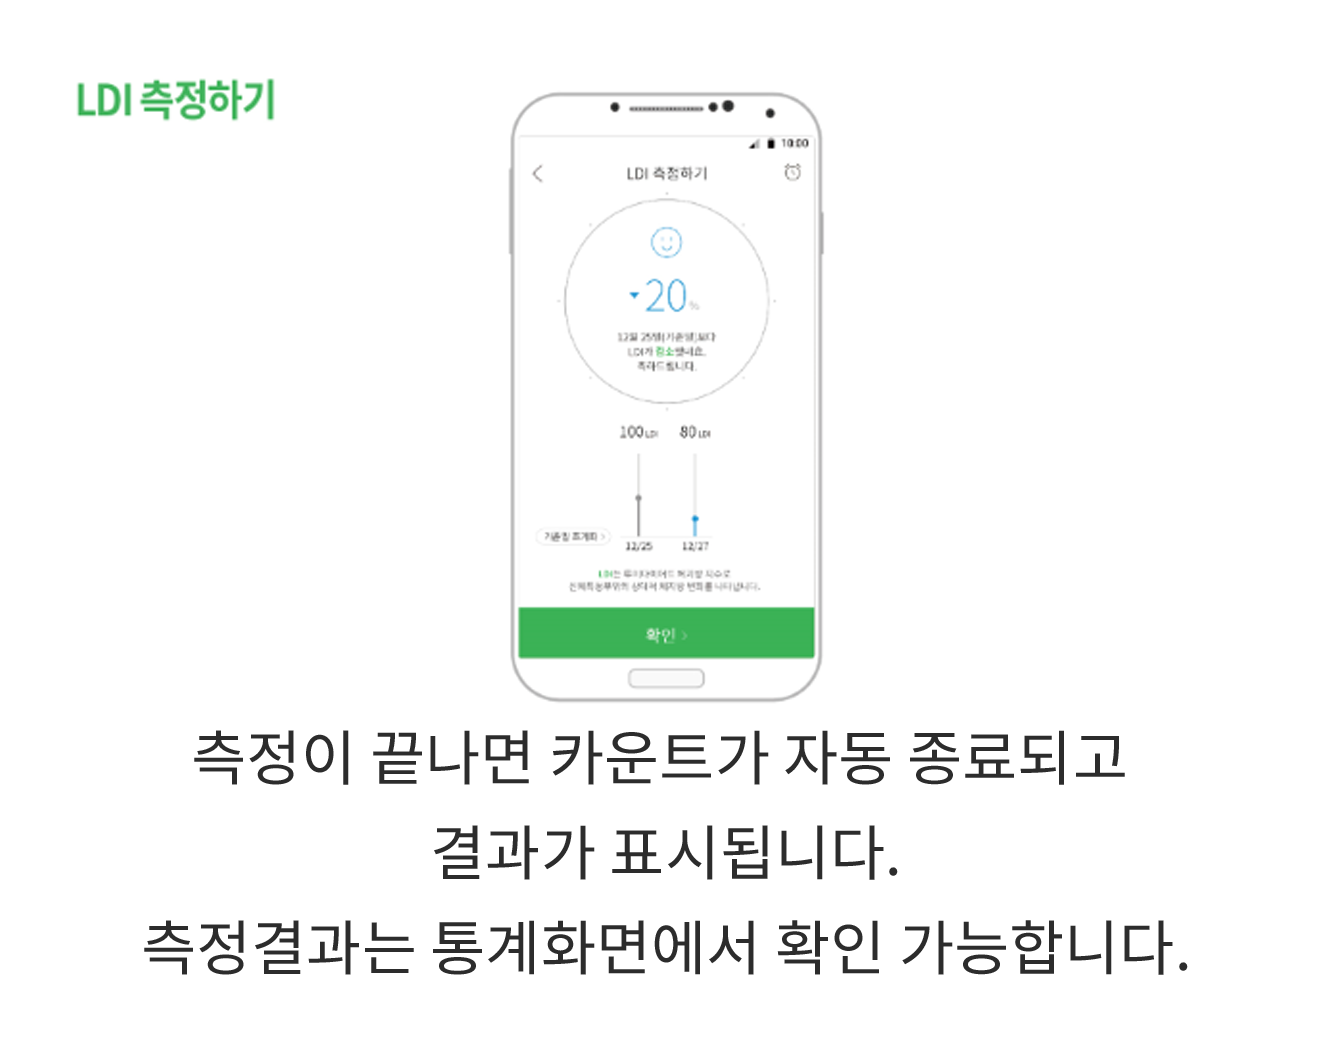 LDI 측정하기
10:00
LDI 측정하기
20 %
12월 25일(기준일)보다
LDI가 감소했네요.
축하드립니다.
100 LDI 80 LDI
기준일 초기화 >
12/25 12/27
LDI는
확인 >
측정이 끝나면 카운트가 자동 종료되고
결과가 표시됩니다.
측정결과는 통계화면에서 확인 가능합니다.